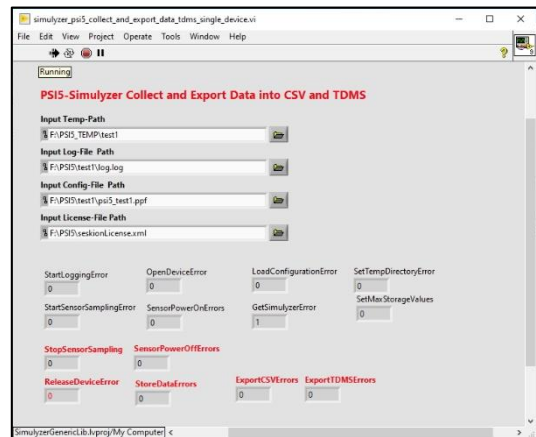 simulyzer_psi5_collect_and_export_data_tdms_single_device.vi
File Edit View Project Operate Tools Window Help
Running
PSI5-Simulyzer Collect and Export Data into CSV and TDMS
Input Temp-Path
F:\PSI5_TEMP\test1
Input Log-File Path
F:\PSI5\test1\log.log
Input Config-File Path
F:\PSI5\test1\psi5_test1.ppf
Input License-File Path
F:\PSI5\seskionLicense.xml
StartLoggingError OpenDeviceError LoadConfigurationError SetTempDirectoryError
0 0 0 0
StartSensorSamplingError SensorPowerOnErrors GetSimulyzerError SetMaxStorageValues
0 0 1 0
StopSensorSampling SensorPowerOffErrors
0 0
ReleaseDeviceError StoreDataErrors ExportCSVErrors ExportTDMSErrors
0 0 0 0
SimulyzerGenericLib.lvproj/My Computer